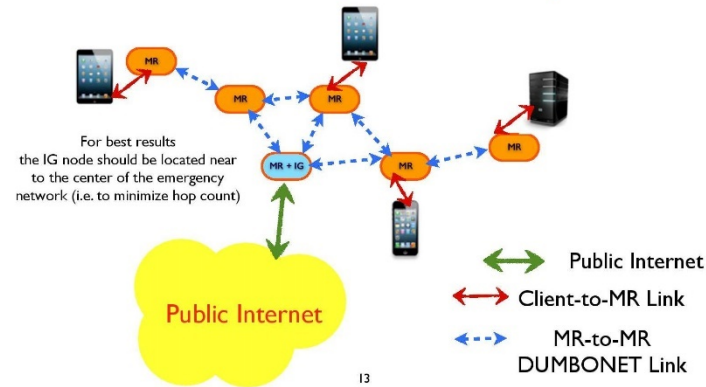 MR
MR
MR
MR
MR + IG
MR
For best results
the IG node should be located near
to the center of the emergency
network (i.e. to minimize hop count)
Public Internet
Public Internet
Client-to-MR Link
MR-to-MR
DUMBONET Link
13